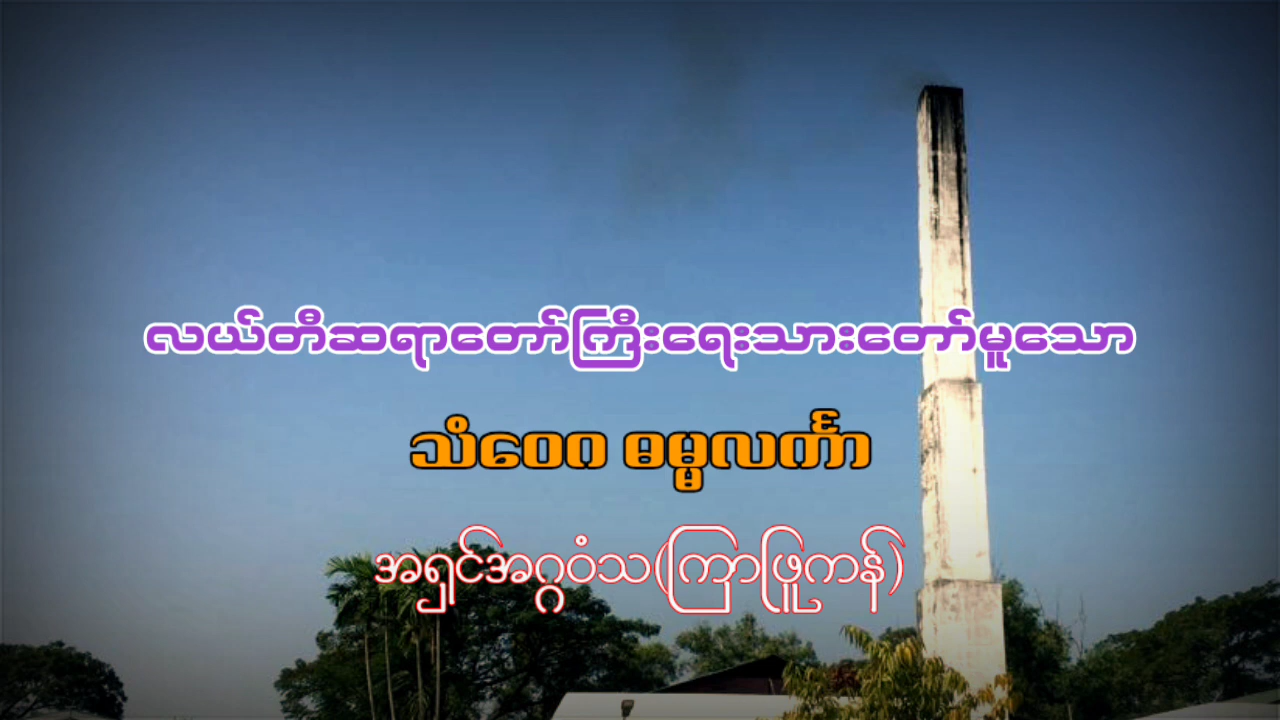 လယ်တီဆရာတော်ကြီးရေးသားတော်မူသော
သံဝေဂ ဓမ္မလင်္ကာ
အရှင်အဂ္ဂဝံသ(ကြာဖြူကန်)